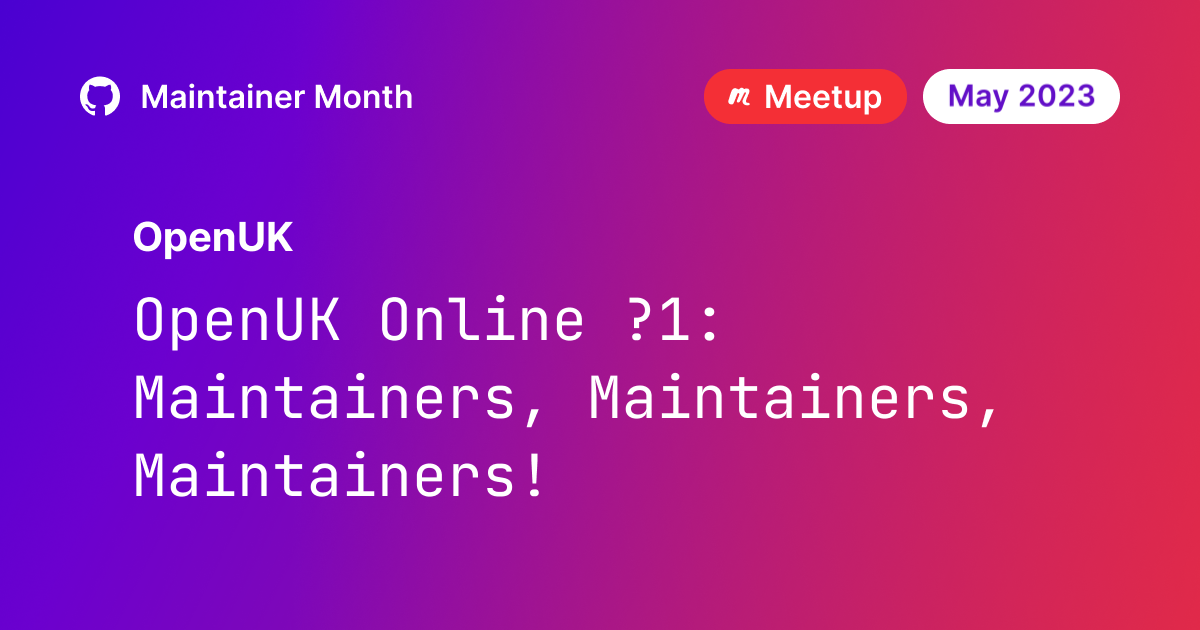 Maintainer Month
Meetup
May 2023
OpenUK
OpenUK Online ?1:
Maintainers, Maintainers,
Maintainers!